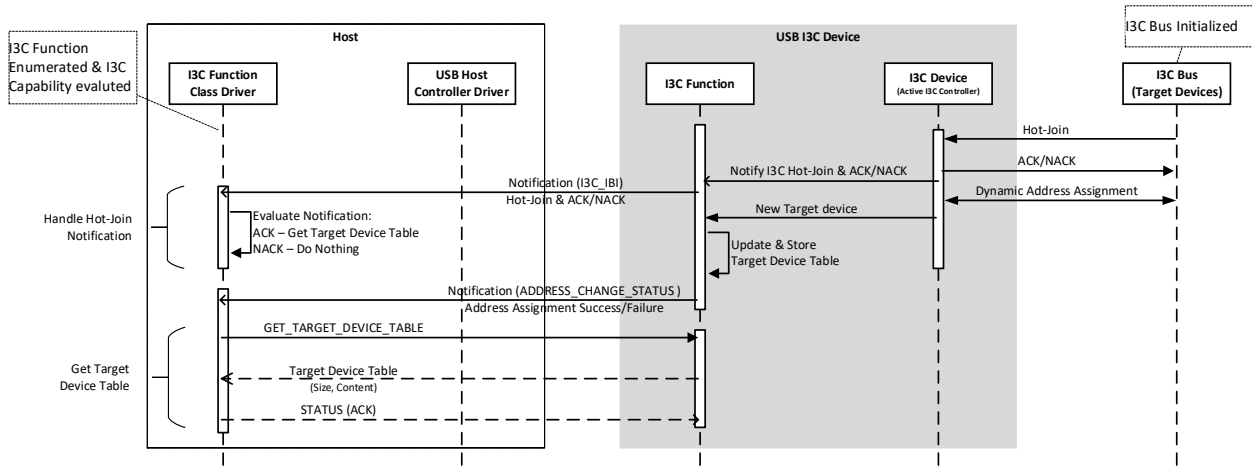 I3C Function
Enumerated & I3C
Capability evaluted
Host
USB I3C Device
I3C Bus Initialized
I3C Function
Class Driver
USB Host
Controller Driver
I3C Function
I3C Device
(Active I3C Controller)
I3C Bus
(Target Devices)
Hot-Join
ACK/NACK
Notify I3C Hot-Join & ACK/NACK
Notification (I3C_IBI)
Hot-Join & ACK/NACK
Dynamic Address Assignment
New Target device
Handle Hot-Join
Notification
Evaluate Notification:
ACK – Get Target Device Table
NACK – Do Nothing
Update & Store
Target Device Table
Notification (ADDRESS_CHANGE_STATUS )
Address Assignment Success/Failure
GET_TARGET_DEVICE_TABLE
Get Target
Device Table
Target Device Table
(Size, Content)
STATUS (ACK)